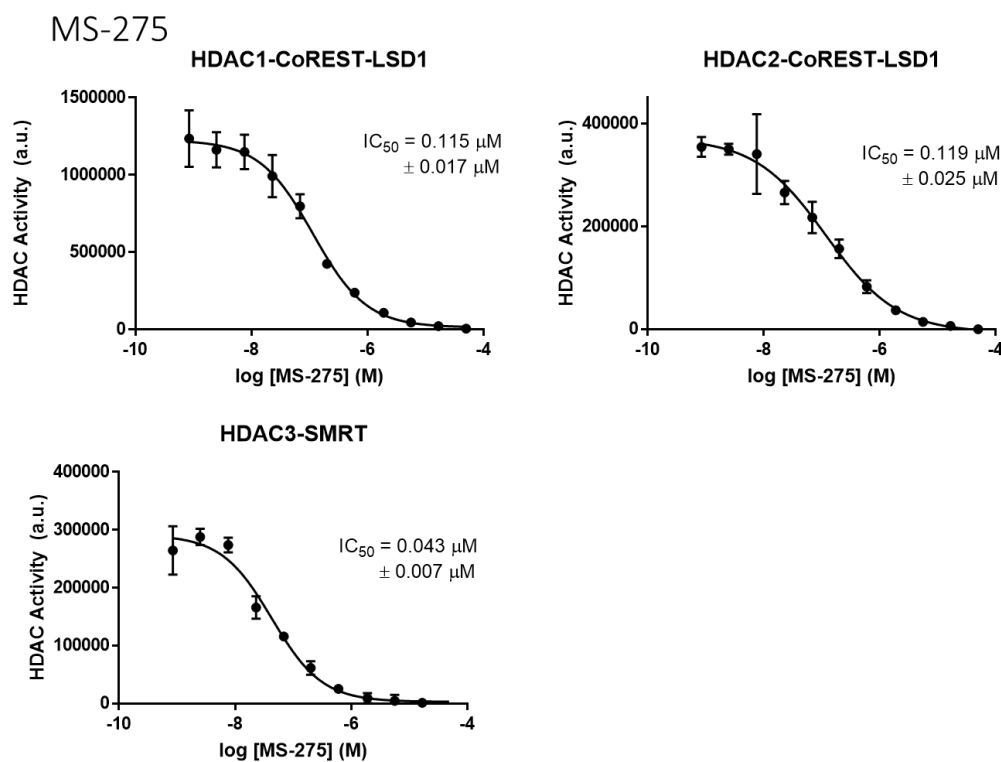 MS-275
HDAC1-CoREST-LSD1
1500000
1000000
500000
0
HDAC Activity (a.u.)
IC50 = 0.115 μM
± 0.017 μM
-10
-8
-6
-4
log [MS-275] (M)
HDAC2-CoREST-LSD1
400000
200000
0
HDAC Activity (a.u.)
IC50 = 0.119 μM
± 0.025 μM
-10
-8
-6
-4
log [MS-275] (M)
HDAC3-SMRT
400000
300000
200000
100000
0
HDAC Activity (a.u.)
IC50 = 0.043 μM
± 0.007 μM
-10
-8
-6
-4
log [MS-275] (M)